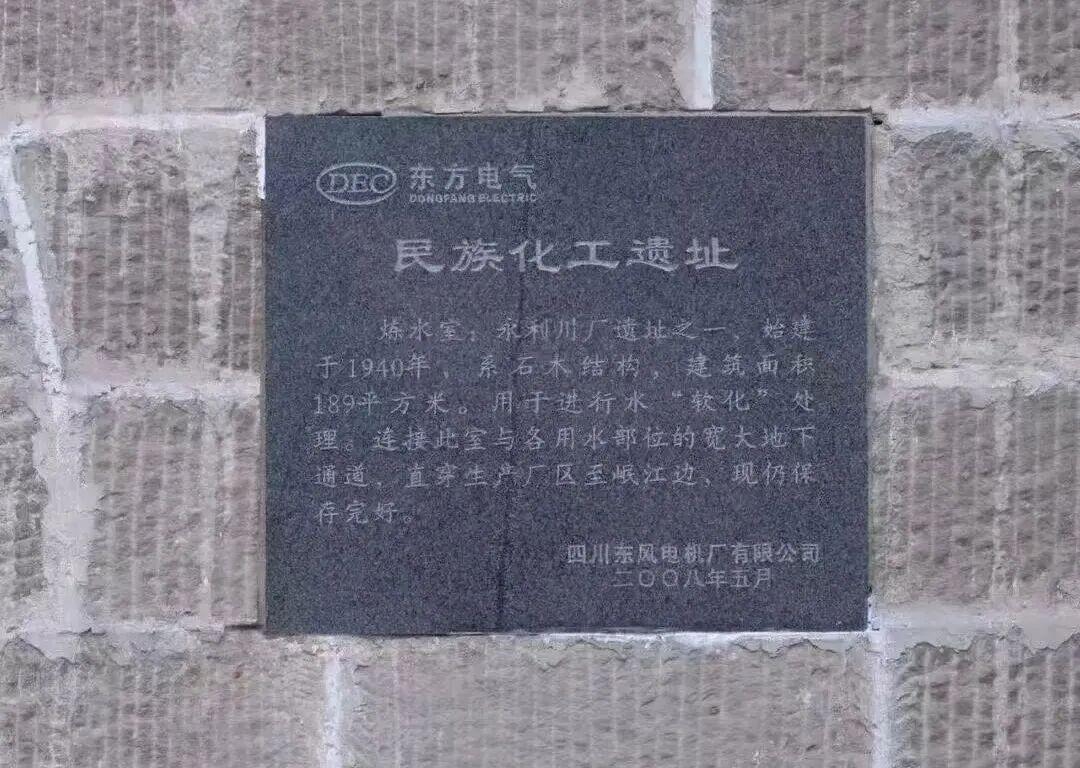 DEC 东方电气
DONGFANG ELECTRIC
民族化工遗址
炼水室：永利川厂遗址之一，始建
于1940年，系石木结构，建筑面积
189平方米。用于进行水“软化”处
理。连接此室与各用水部位的宽大地下
通道，直穿生产厂区至岷江边，现仍保
存完好。
四川东风电机厂有限公司
二〇〇八年五月